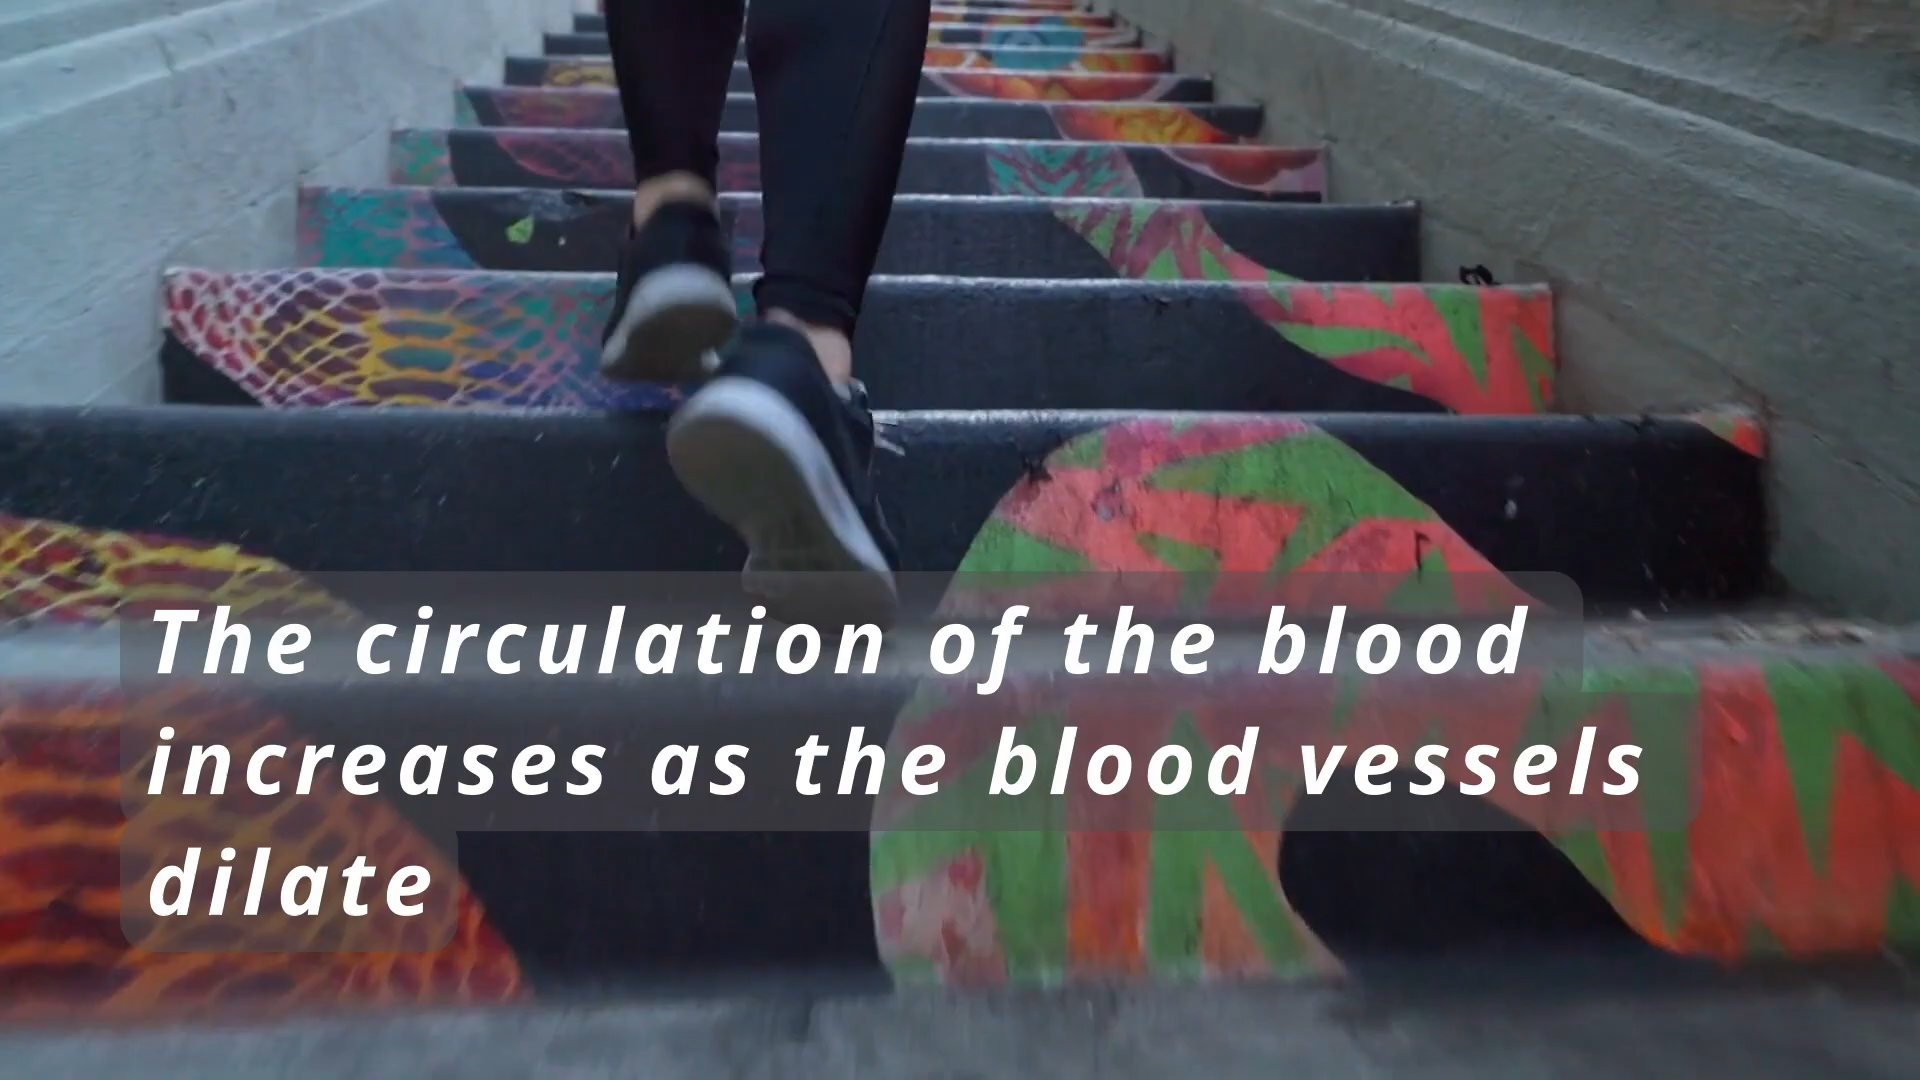 The circulation of the blood
increases as the blood vessels
dilate